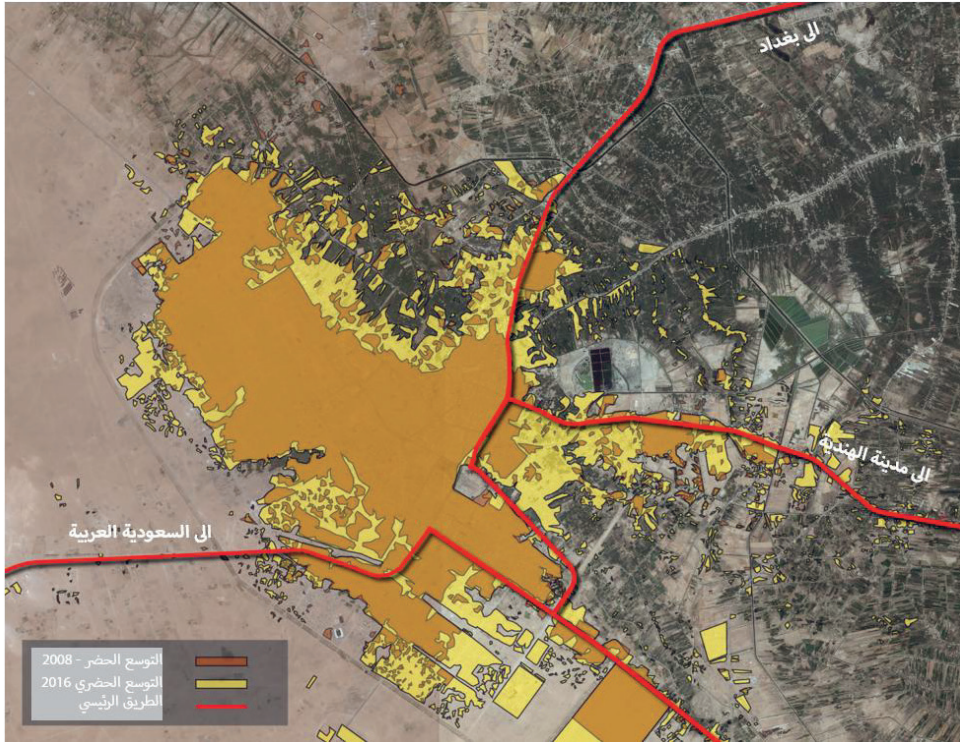 الى بغداد
الى مدينة الهندية
الى السعودية العربية
التوسع الحضر - 2008
التوسع الحضري 2016
الطريق الرئيسي